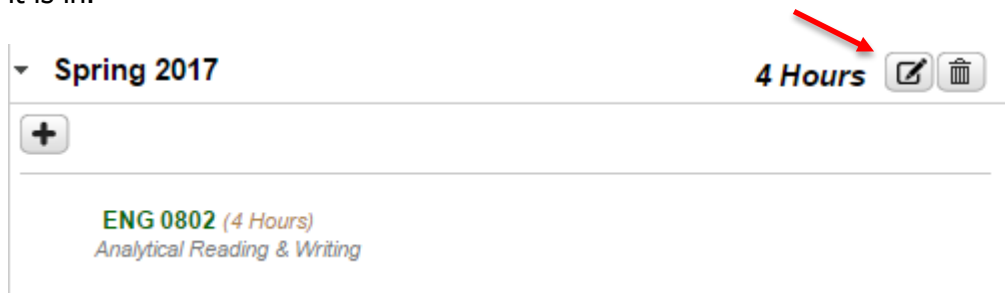 it is in.
Spring 2017 4 Hours
ENG 0802 (4 Hours)
Analytical Reading & Writing